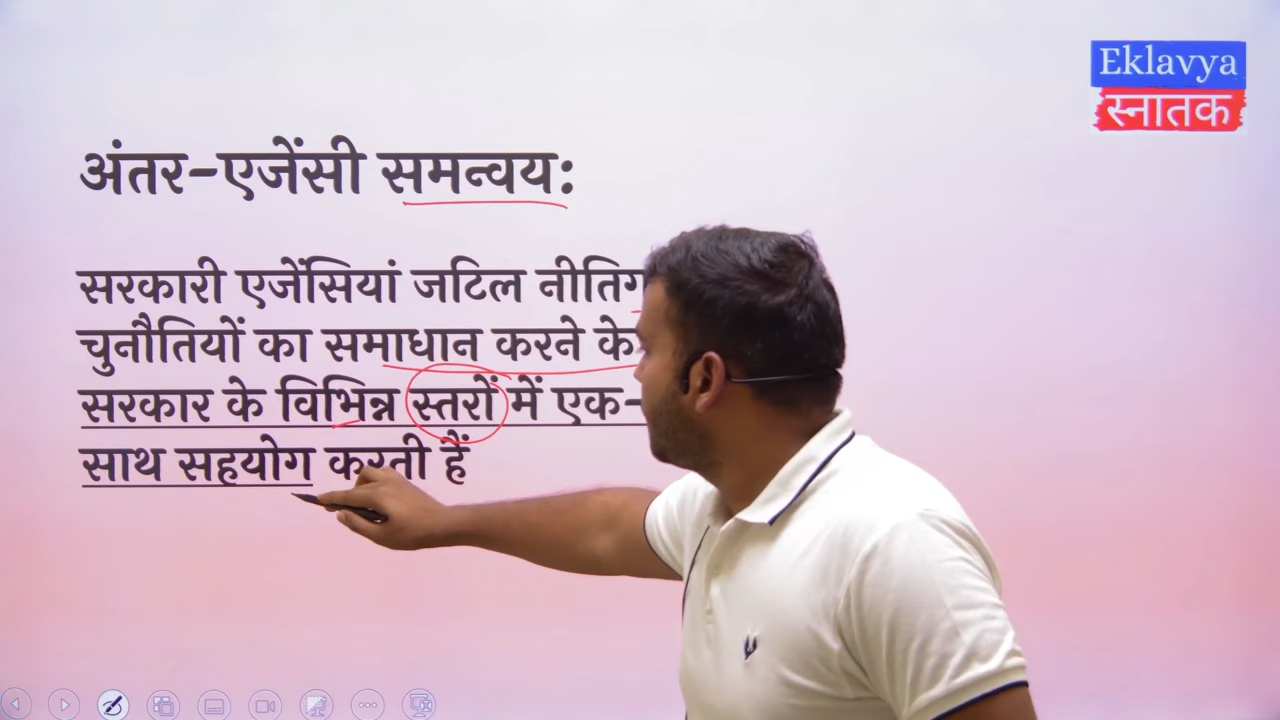 Eklavya
स्नातक
अंतर-एजेंसी समन्वय:
सरकारी एजेंसियां जटिल
चुनौतियों का समाधान करने के
सरकार के विभिन्न स्तरों में एक-
साथ सहयोग करती हैं